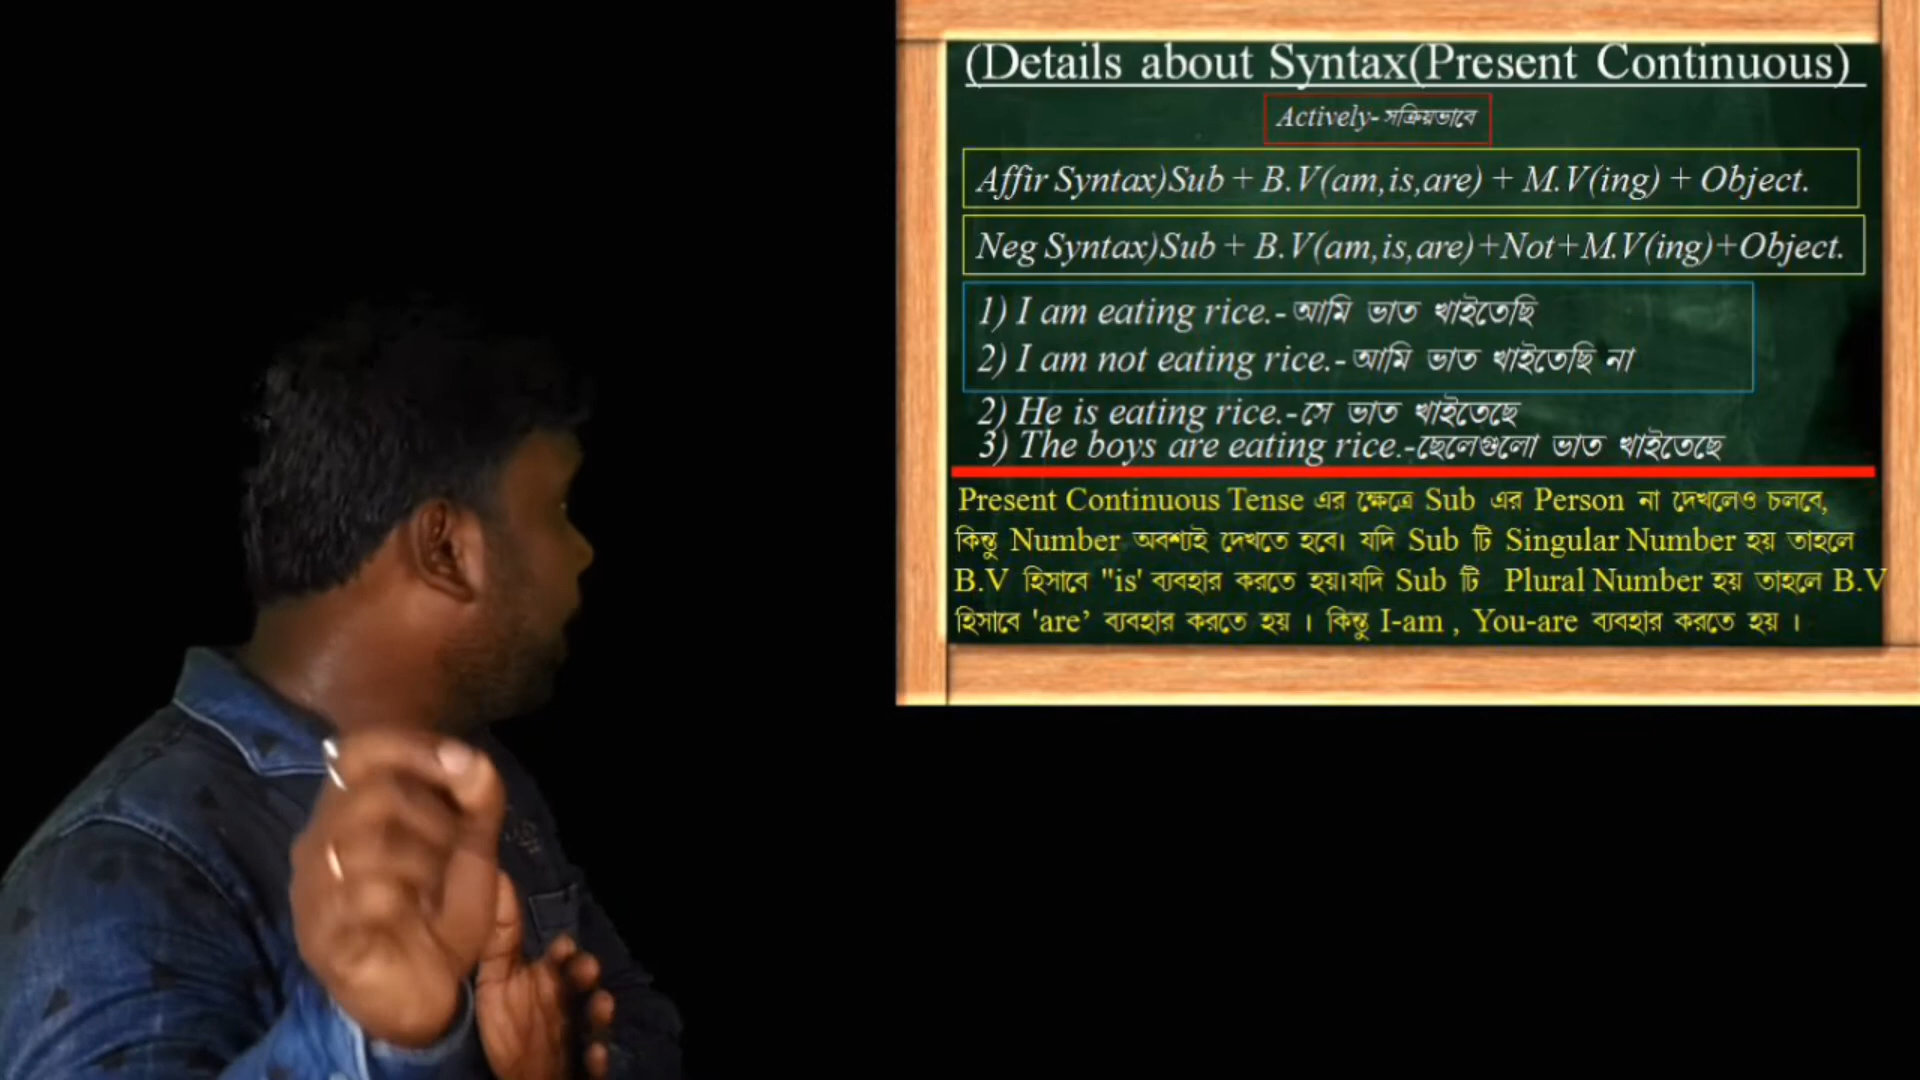 (Details about Syntax(Present Continuous)
Actively-সক্রিয়ভাবে
Affir Syntax)Sub + B.V(am,is,are) + M.V(ing) + Object.
Neg Syntax)Sub + B.V(am,is,are)+Not+M.V(ing)+Object.
1) I am eating rice.-আমি ভাত খাইতেছি
2) I am not eating rice.-আমি ভাত খাইতেছি না
2) He is eating rice.-সে ভাত খাইতেছে
3) The boys are eating rice.-ছেলেগুলো ভাত খাইতেছে
Present Continuous Tense এর ক্ষেত্রে Sub এর Person না দেখলেও চলবে,
কিন্তু Number অবশ্যই দেখতে হবে। যদি Sub টি Singular Number হয় তাহলে
B.V হিসাবে "is' ব্যবহার করতে হয়।যদি Sub টি Plural Number হয় তাহলে B.V
হিসাবে 'are’ ব্যবহার করতে হয় । কিন্তু I-am , You-are ব্যবহার করতে হয় ।